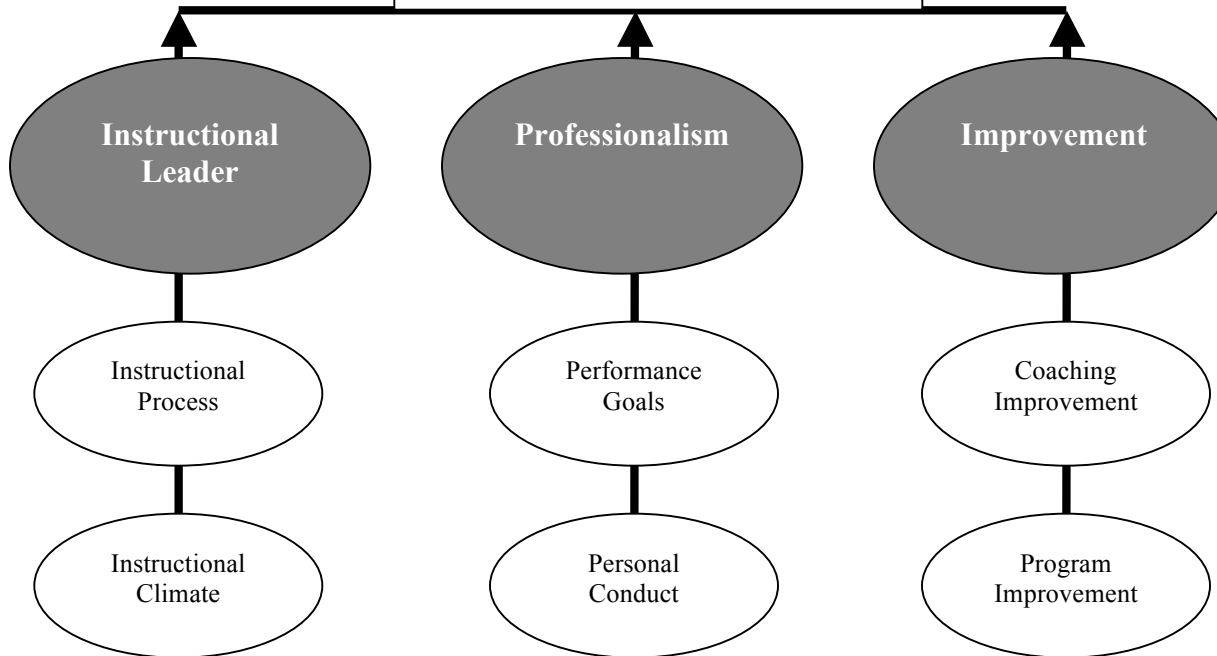 Instructional
Leader
Professionalism
Improvement
Instructional
Process
Performance
Goals
Coaching
Improvement
Instructional
Climate
Personal
Conduct
Program
Improvement